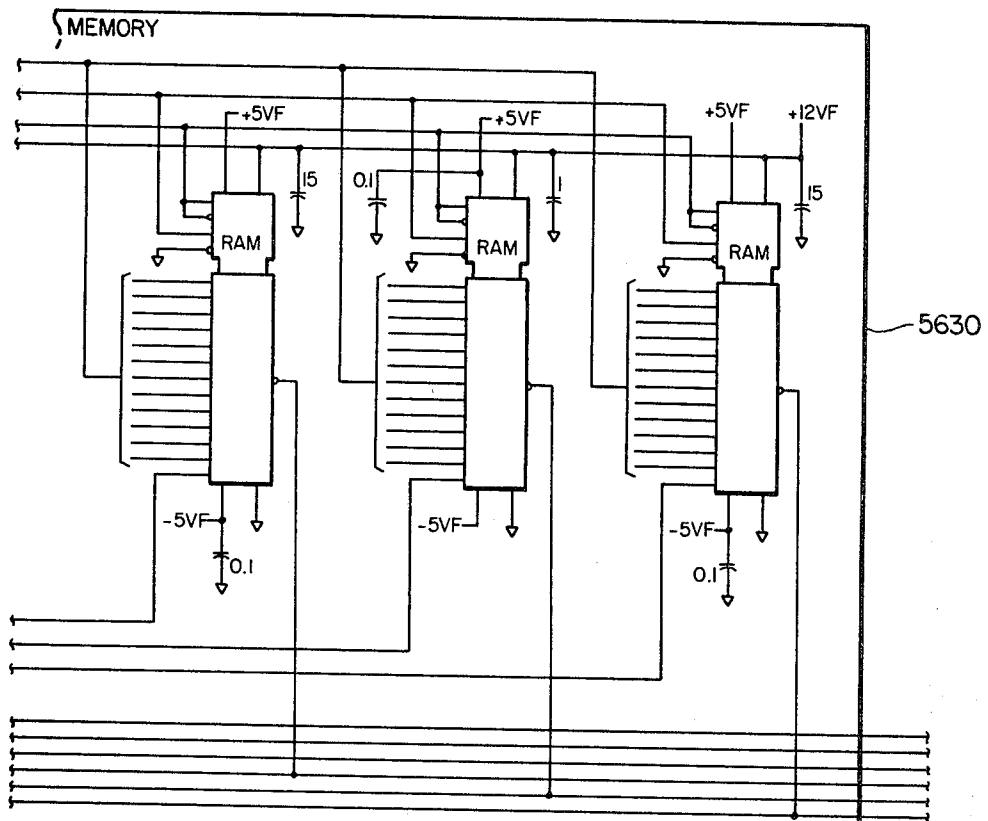 MEMORY
+5VF
+5VF
+5VF
+12VF
15
0.1
1
15
RAM
RAM
RAM
5630
-5VF
-5VF
-5VF
0.1
0.1